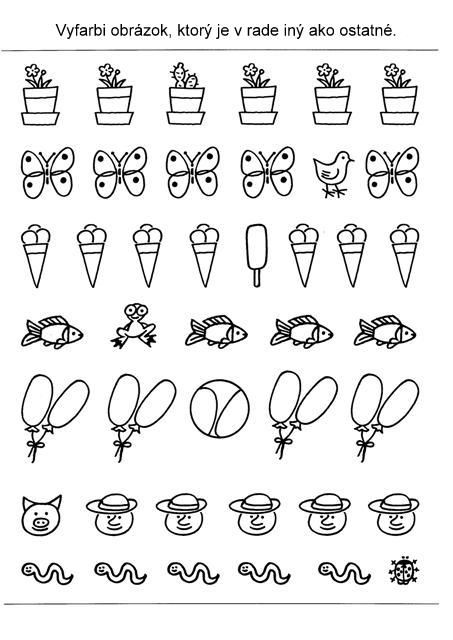 Vyfarbi obrázok, ktorý je v rade iný ako ostatné.